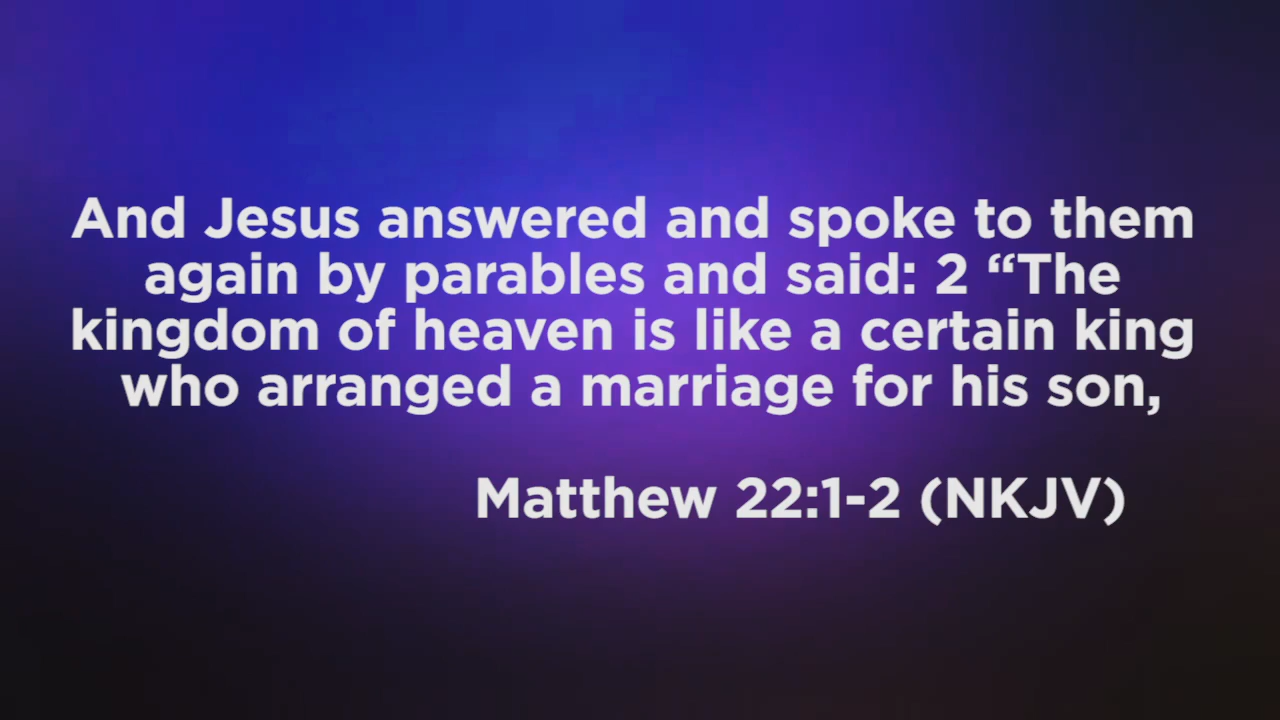 And Jesus answered and spoke to them
again by parables and said: 2 “The
kingdom of heaven is like a certain king
who arranged a marriage for his son,
Matthew 22:1-2 (NKJV)